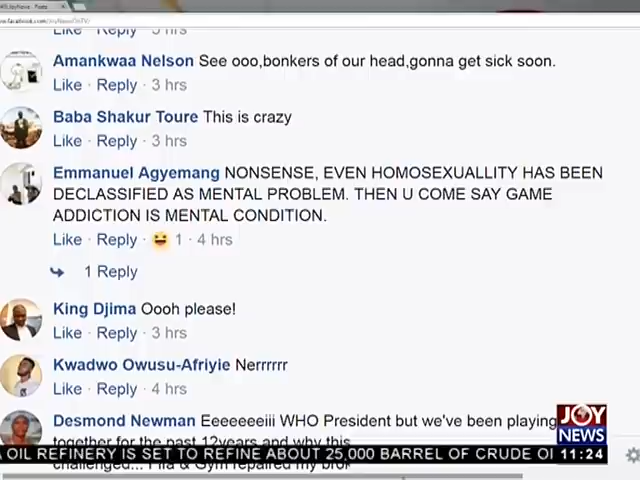 JoyNews - Posts
w.facebook.com/JoyNewsOnTV/
Like · Reply · 3 hrs
Amankwaa Nelson See ooo,bonkers of our head,gonna get sick soon.
Like · Reply · 3 hrs
Baba Shakur Toure This is crazy
Like · Reply · 3 hrs
Emmanuel Agyemang NONSENSE, EVEN HOMOSEXUALLITY HAS BEEN
DECLASSIFIED AS MENTAL PROBLEM. THEN U COME SAY GAME
ADDICTION IS MENTAL CONDITION.
Like · Reply · 😆 1 · 4 hrs
1 Reply
King Djima Oooh please!
Like · Reply · 3 hrs
Kwadwo Owusu-Afriyie Nerrrrrr
Like · Reply · 4 hrs
Desmond Newman Eeeeeeeiii WHO President but we've been playing
together for the past 12years and why this
challenged... Fifa & Gym repaired my brok
JOY
NEWS
A OIL REFINERY IS SET TO REFINE ABOUT 25,000 BARREL OF CRUDE OI 11:24